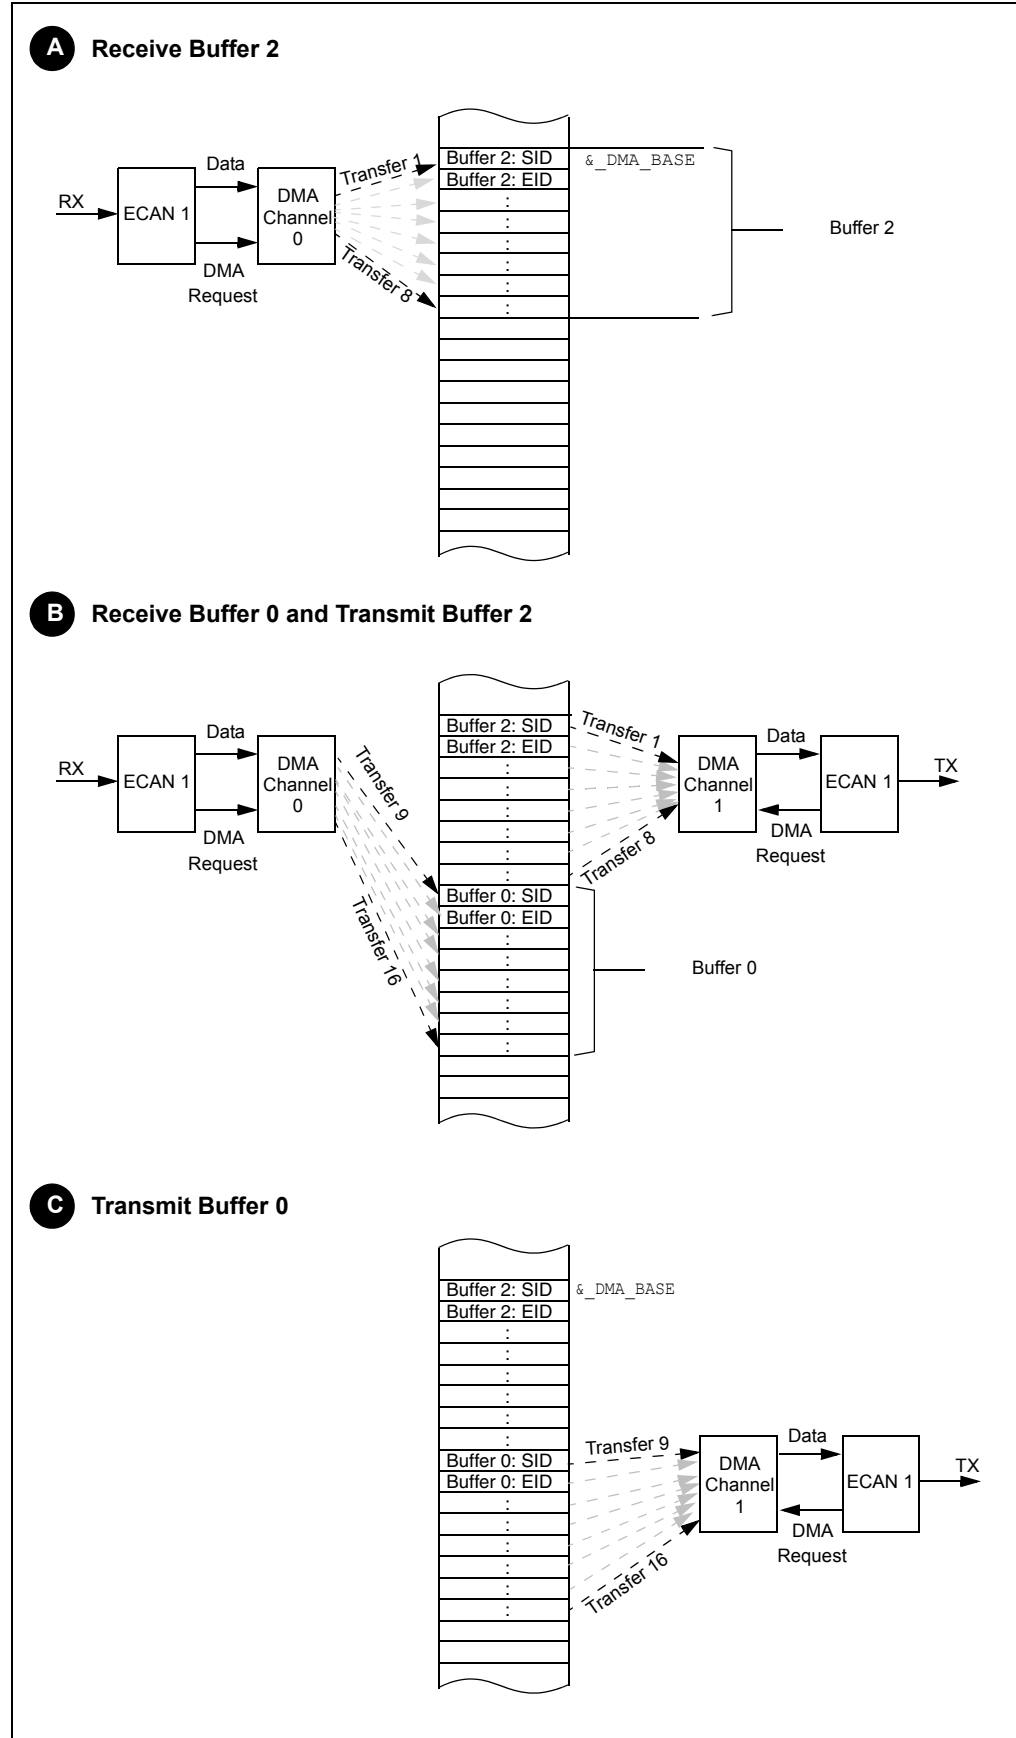 A Receive Buffer 2
Buffer 2: SID
&_DMA_BASE
Buffer 2: EID
:
:
:
:
:
:
Transfer 1
Transfer 8
RX
ECAN 1
Data
DMA
Request
DMA
Channel
0
Buffer 2
B Receive Buffer 0 and Transmit Buffer 2
RX
ECAN 1
Data
DMA
Request
DMA
Channel
0
Transfer 9
Transfer 16
Buffer 2: SID
Buffer 2: EID
:
:
:
:
:
:
Buffer 0: SID
Buffer 0: EID
:
:
:
:
:
:
Transfer 1
Transfer 8
DMA
Channel
1
Data
DMA
Request
ECAN 1
TX
Buffer 0
C Transmit Buffer 0
Buffer 2: SID
&_DMA_BASE
Buffer 2: EID
:
:
:
:
:
:
Buffer 0: SID
Buffer 0: EID
:
:
:
:
:
:
Transfer 9
Transfer 16
DMA
Channel
1
Data
DMA
Request
ECAN 1
TX